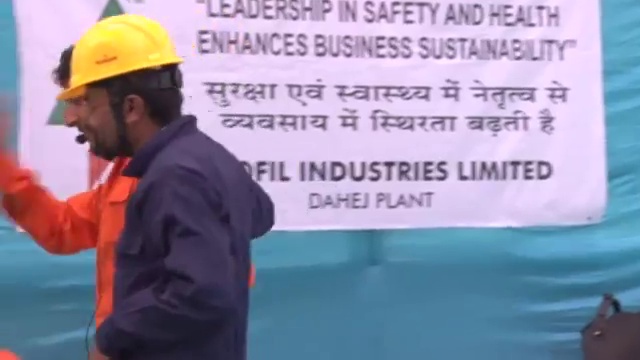 "LEADERSHIP IN SAFETY AND HEALTH
ENHANCES BUSINESS SUSTAINABILITY"
सुरक्षा एवं स्वास्थ्य में नेतृत्व से
व्यवसाय में स्थिरता बढ़ती है
INDUSTRIES LIMITED
DAHEJ PLANT